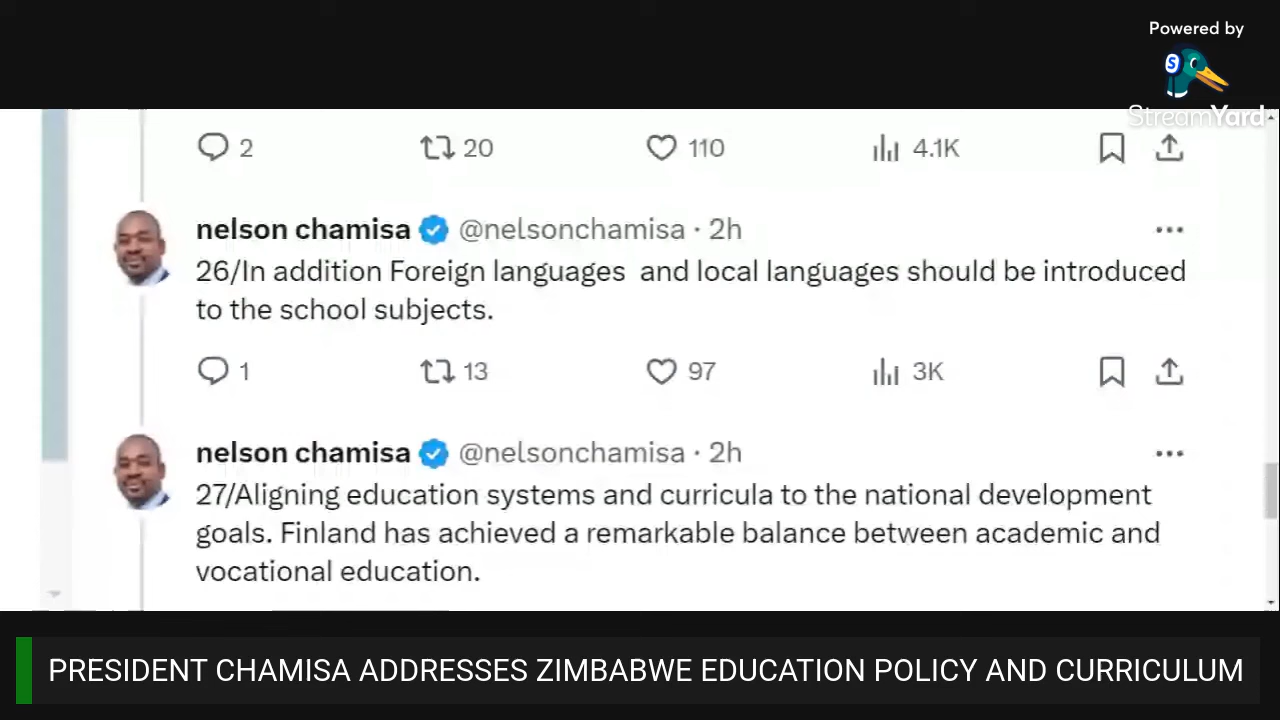 Powered by
StreamYard
2 20 110 4.1K
nelson chamisa @nelsonchamisa · 2h
26/In addition Foreign languages and local languages should be introduced
to the school subjects.
1 13 97 3K
nelson chamisa @nelsonchamisa · 2h
27/Aligning education systems and curricula to the national development
goals. Finland has achieved a remarkable balance between academic and
vocational education.
PRESIDENT CHAMISA ADDRESSES ZIMBABWE EDUCATION POLICY AND CURRICULUM